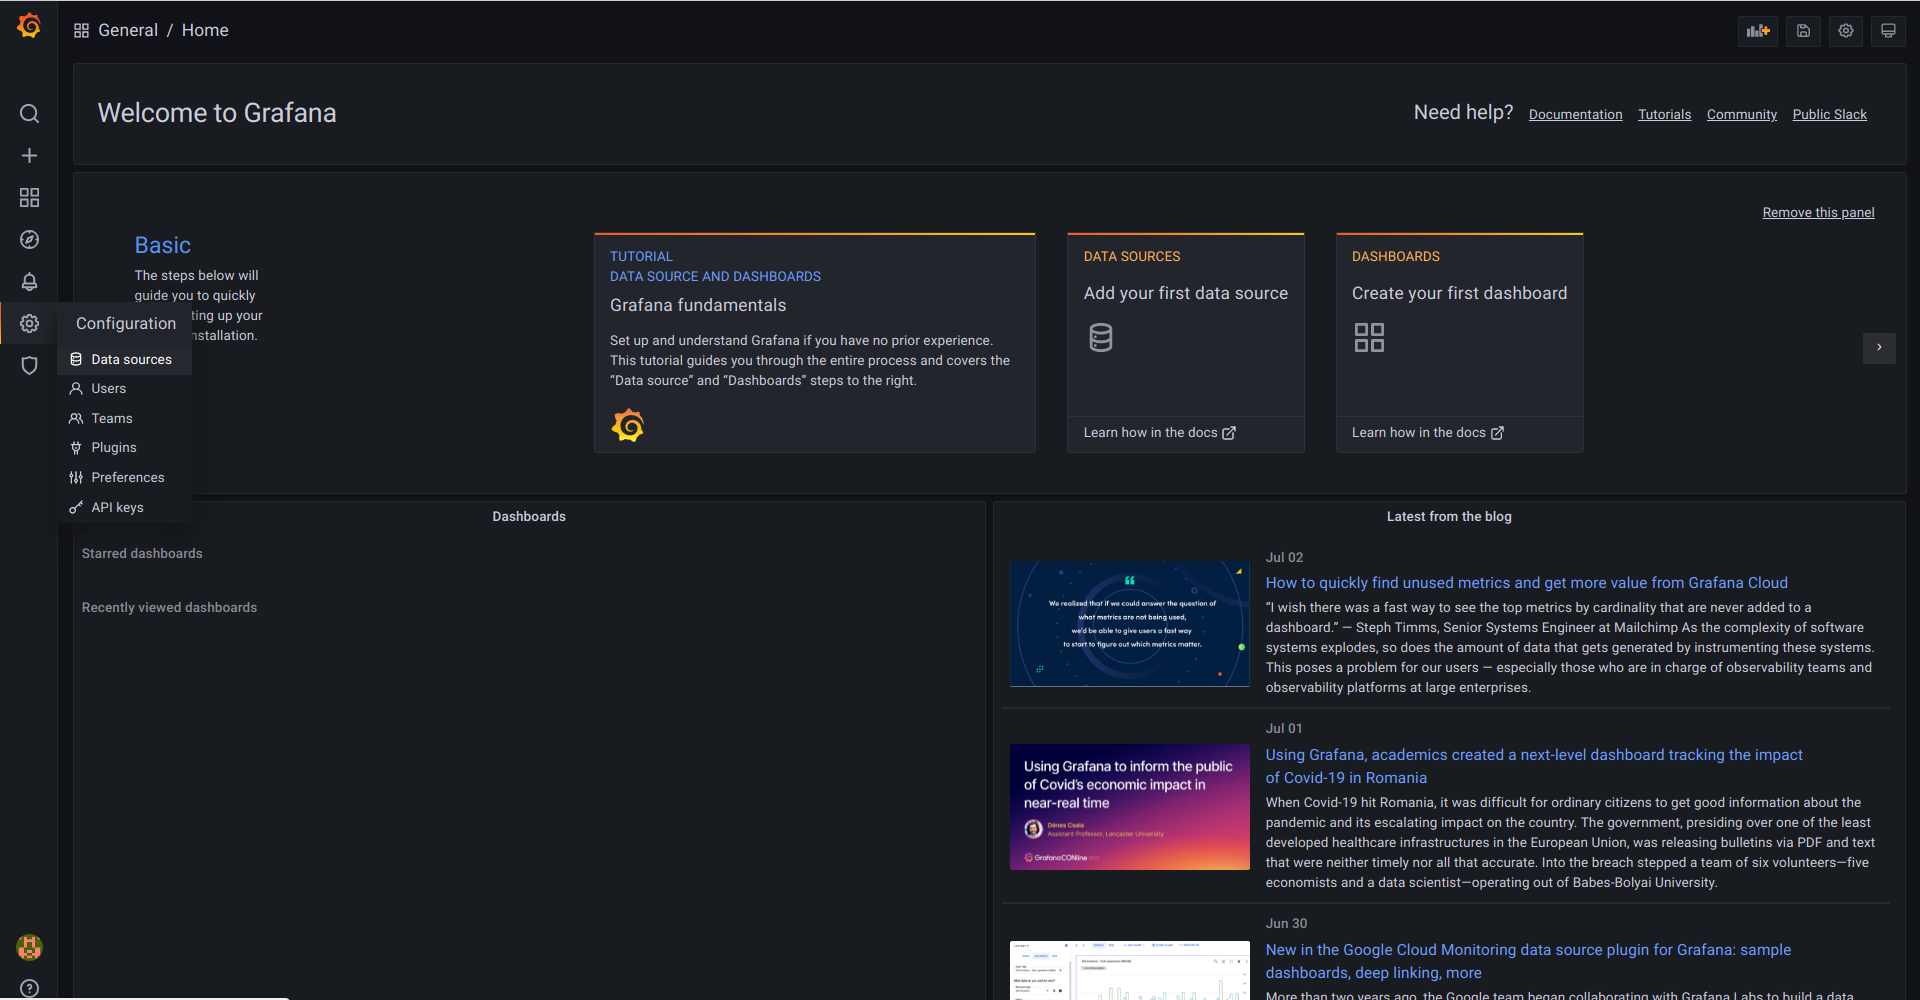 General / Home
Welcome to Grafana
Need help? Documentation Tutorials Community Public Slack
Remove this panel
Basic
The steps below will
guide you to quickly
ting up your
nstallation.
Configuration
Data sources
Users
Teams
Plugins
Preferences
API keys
TUTORIAL
DATA SOURCE AND DASHBOARDS
Grafana fundamentals
Set up and understand Grafana if you have no prior experience.
This tutorial guides you through the entire process and covers the
“Data source” and “Dashboards” steps to the right.
DATA SOURCES
Add your first data source
Learn how in the docs
DASHBOARDS
Create your first dashboard
Learn how in the docs
Dashboards
Starred dashboards
Recently viewed dashboards
Latest from the blog
We realized that if we could answer the question of
what metrics are not being used,
we'd be able to give users a fast way
to start to figure out which metrics matter.
Jul 02
How to quickly find unused metrics and get more value from Grafana Cloud
“I wish there was a fast way to see the top metrics by cardinality that are never added to a
dashboard.” — Steph Timms, Senior Systems Engineer at Mailchimp As the complexity of software
systems explodes, so does the amount of data that gets generated by instrumenting these systems.
This poses a problem for our users — especially those who are in charge of observability teams and
observability platforms at large enterprises.
Using Grafana to inform the public
of Covid's economic impact in
near-real time
Dénes Csala
Assistant Professor, Lancaster University
GrafanaCONline
Jul 01
Using Grafana, academics created a next-level dashboard tracking the impact
of Covid-19 in Romania
When Covid-19 hit Romania, it was difficult for ordinary citizens to get good information about the
pandemic and its escalating impact on the country. The government, presiding over one of the least
developed healthcare infrastructures in the European Union, was releasing bulletins via PDF and text
that were neither timely nor all that accurate. Into the breach stepped a team of six volunteers—five
economists and a data scientist—operating out of Babes-Bolyai University.
Jun 30
New in the Google Cloud Monitoring data source plugin for Grafana: sample
dashboards, deep linking, more
More than two years ago, the Google team began collaborating with Grafana Labs to build a data